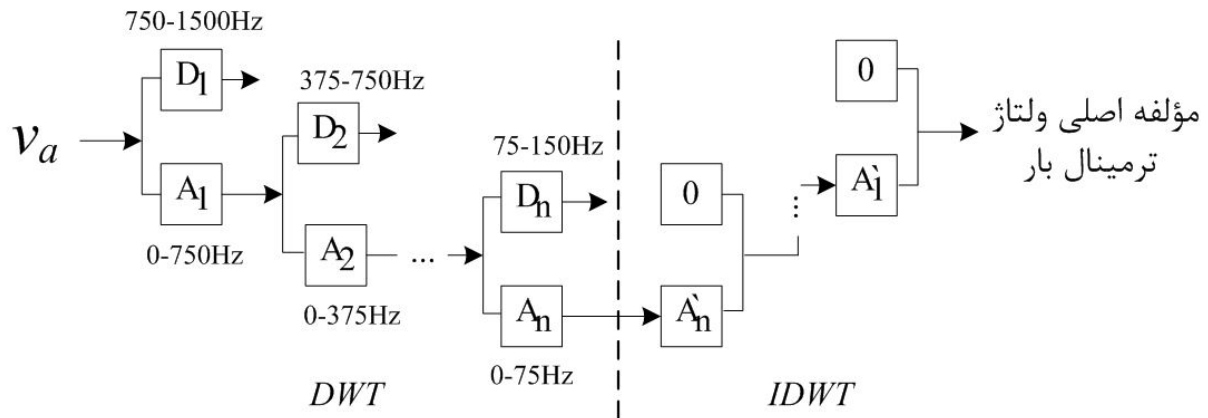 750-1500Hz
D1
375-750Hz
D2
va
A1
0-750Hz
A2
0-375Hz
...
75-150Hz
Dn
An
0-75Hz
DWT
0
A`n
...
0
A`1
مؤلفه اصلی ولتاژ
ترمینال بار
IDWT